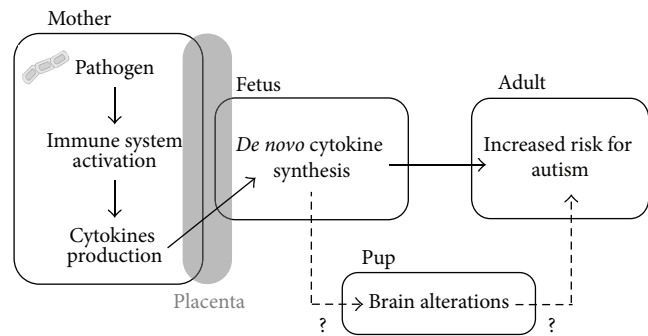 Mother
Pathogen
Immune system
activation
Cytokines
production
Placenta
Fetus
De novo cytokine
synthesis
Adult
Increased risk for
autism
Pup
Brain alterations
?
?